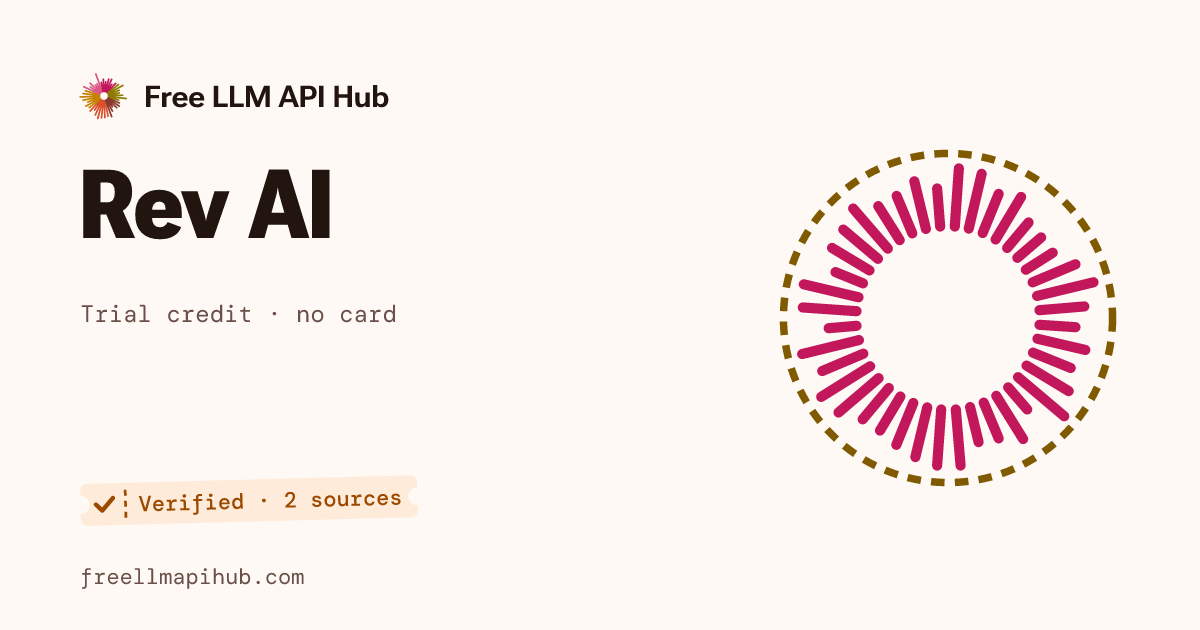 Free LLM API Hub
Rev AI
Trial credit · no card
Verified · 2 sources
freellmapihub.com